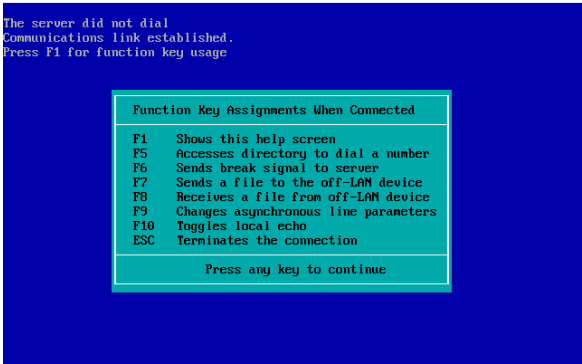 The server did not dial
Communications link established.
Press F1 for function key usage
Function Key Assignments When Connected
F1 Shows this help screen
F5 Accesses directory to dial a number
F6 Sends break signal to server
F7 Sends a file to the off-LAN device
F8 Receives a file from off-LAN device
F9 Changes asynchronous line parameters
F10 Toggles local echo
ESC Terminates the connection
Press any key to continue